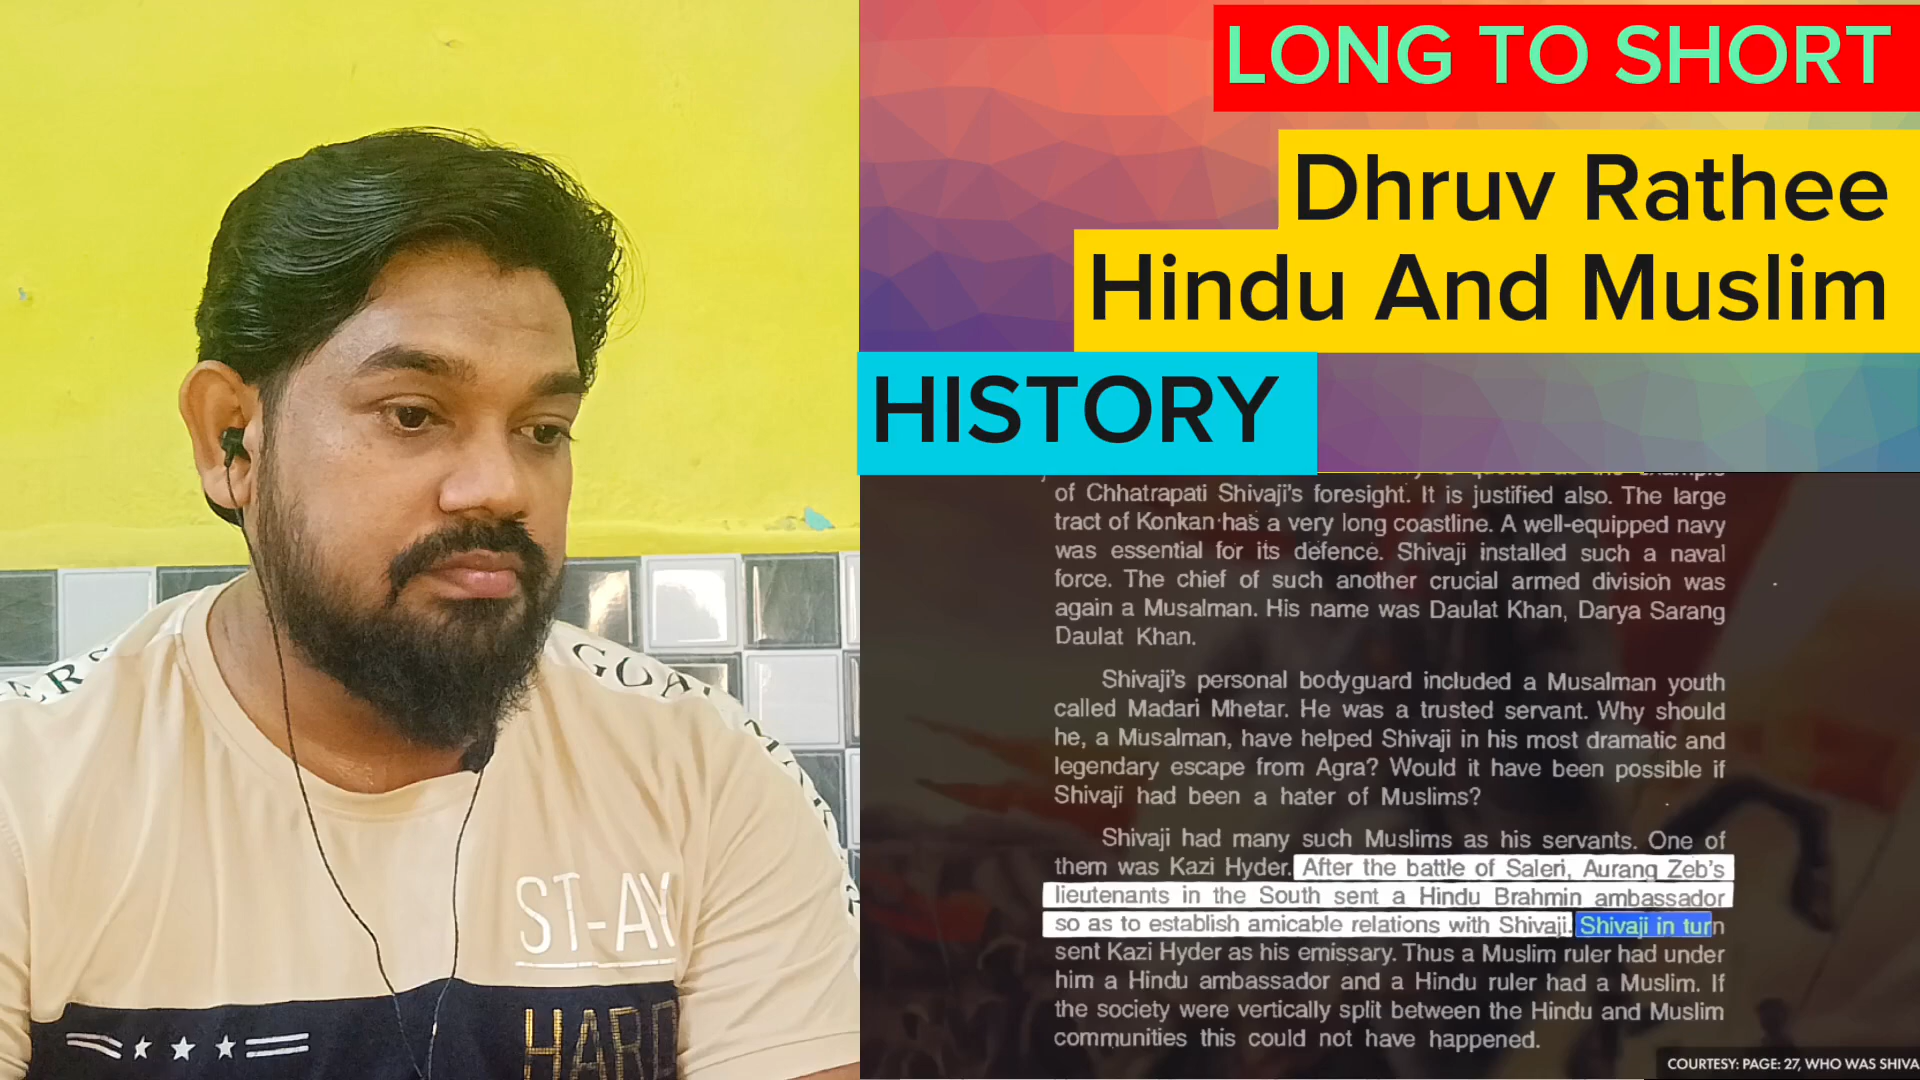 LONG TO SHORT
Dhruv Rathee
Hindu And Muslim
HISTORY
of Chhatrapati Shivaji's foresight. It is justified also. The large
tract of Konkan has a very long coastline. A well-equipped navy
was essential for its defence. Shivaji installed such a naval
force. The chief of such another crucial armed division was
again a Musalman. His name was Daulat Khan, Darya Sarang
Daulat Khan.
Shivaji's personal bodyguard included a Musalman youth
called Madari Mhetar. He was a trusted servant. Why should
he, a Musalman, have helped Shivaji in his most dramatic and
legendary escape from Agra? Would it have been possible if
Shivaji had been a hater of Muslims?
Shivaji had many such Muslims as his servants. One of
them was Kazi Hyder. After the battle of Saleri, Aurang Zeb's
lieutenants in the South sent a Hindu Brahmin ambassador
so as to establish amicable relations with Shivaji. Shivaji in turn
sent Kazi Hyder as his emissary. Thus a Muslim ruler had under
him a Hindu ambassador and a Hindu ruler had a Muslim. If
the society were vertically split between the Hindu and Muslim
communities this could not have happened.
COURTESY: PAGE: 27, WHO WAS SHIVA
ERS
GOA
ST-AY
HARD